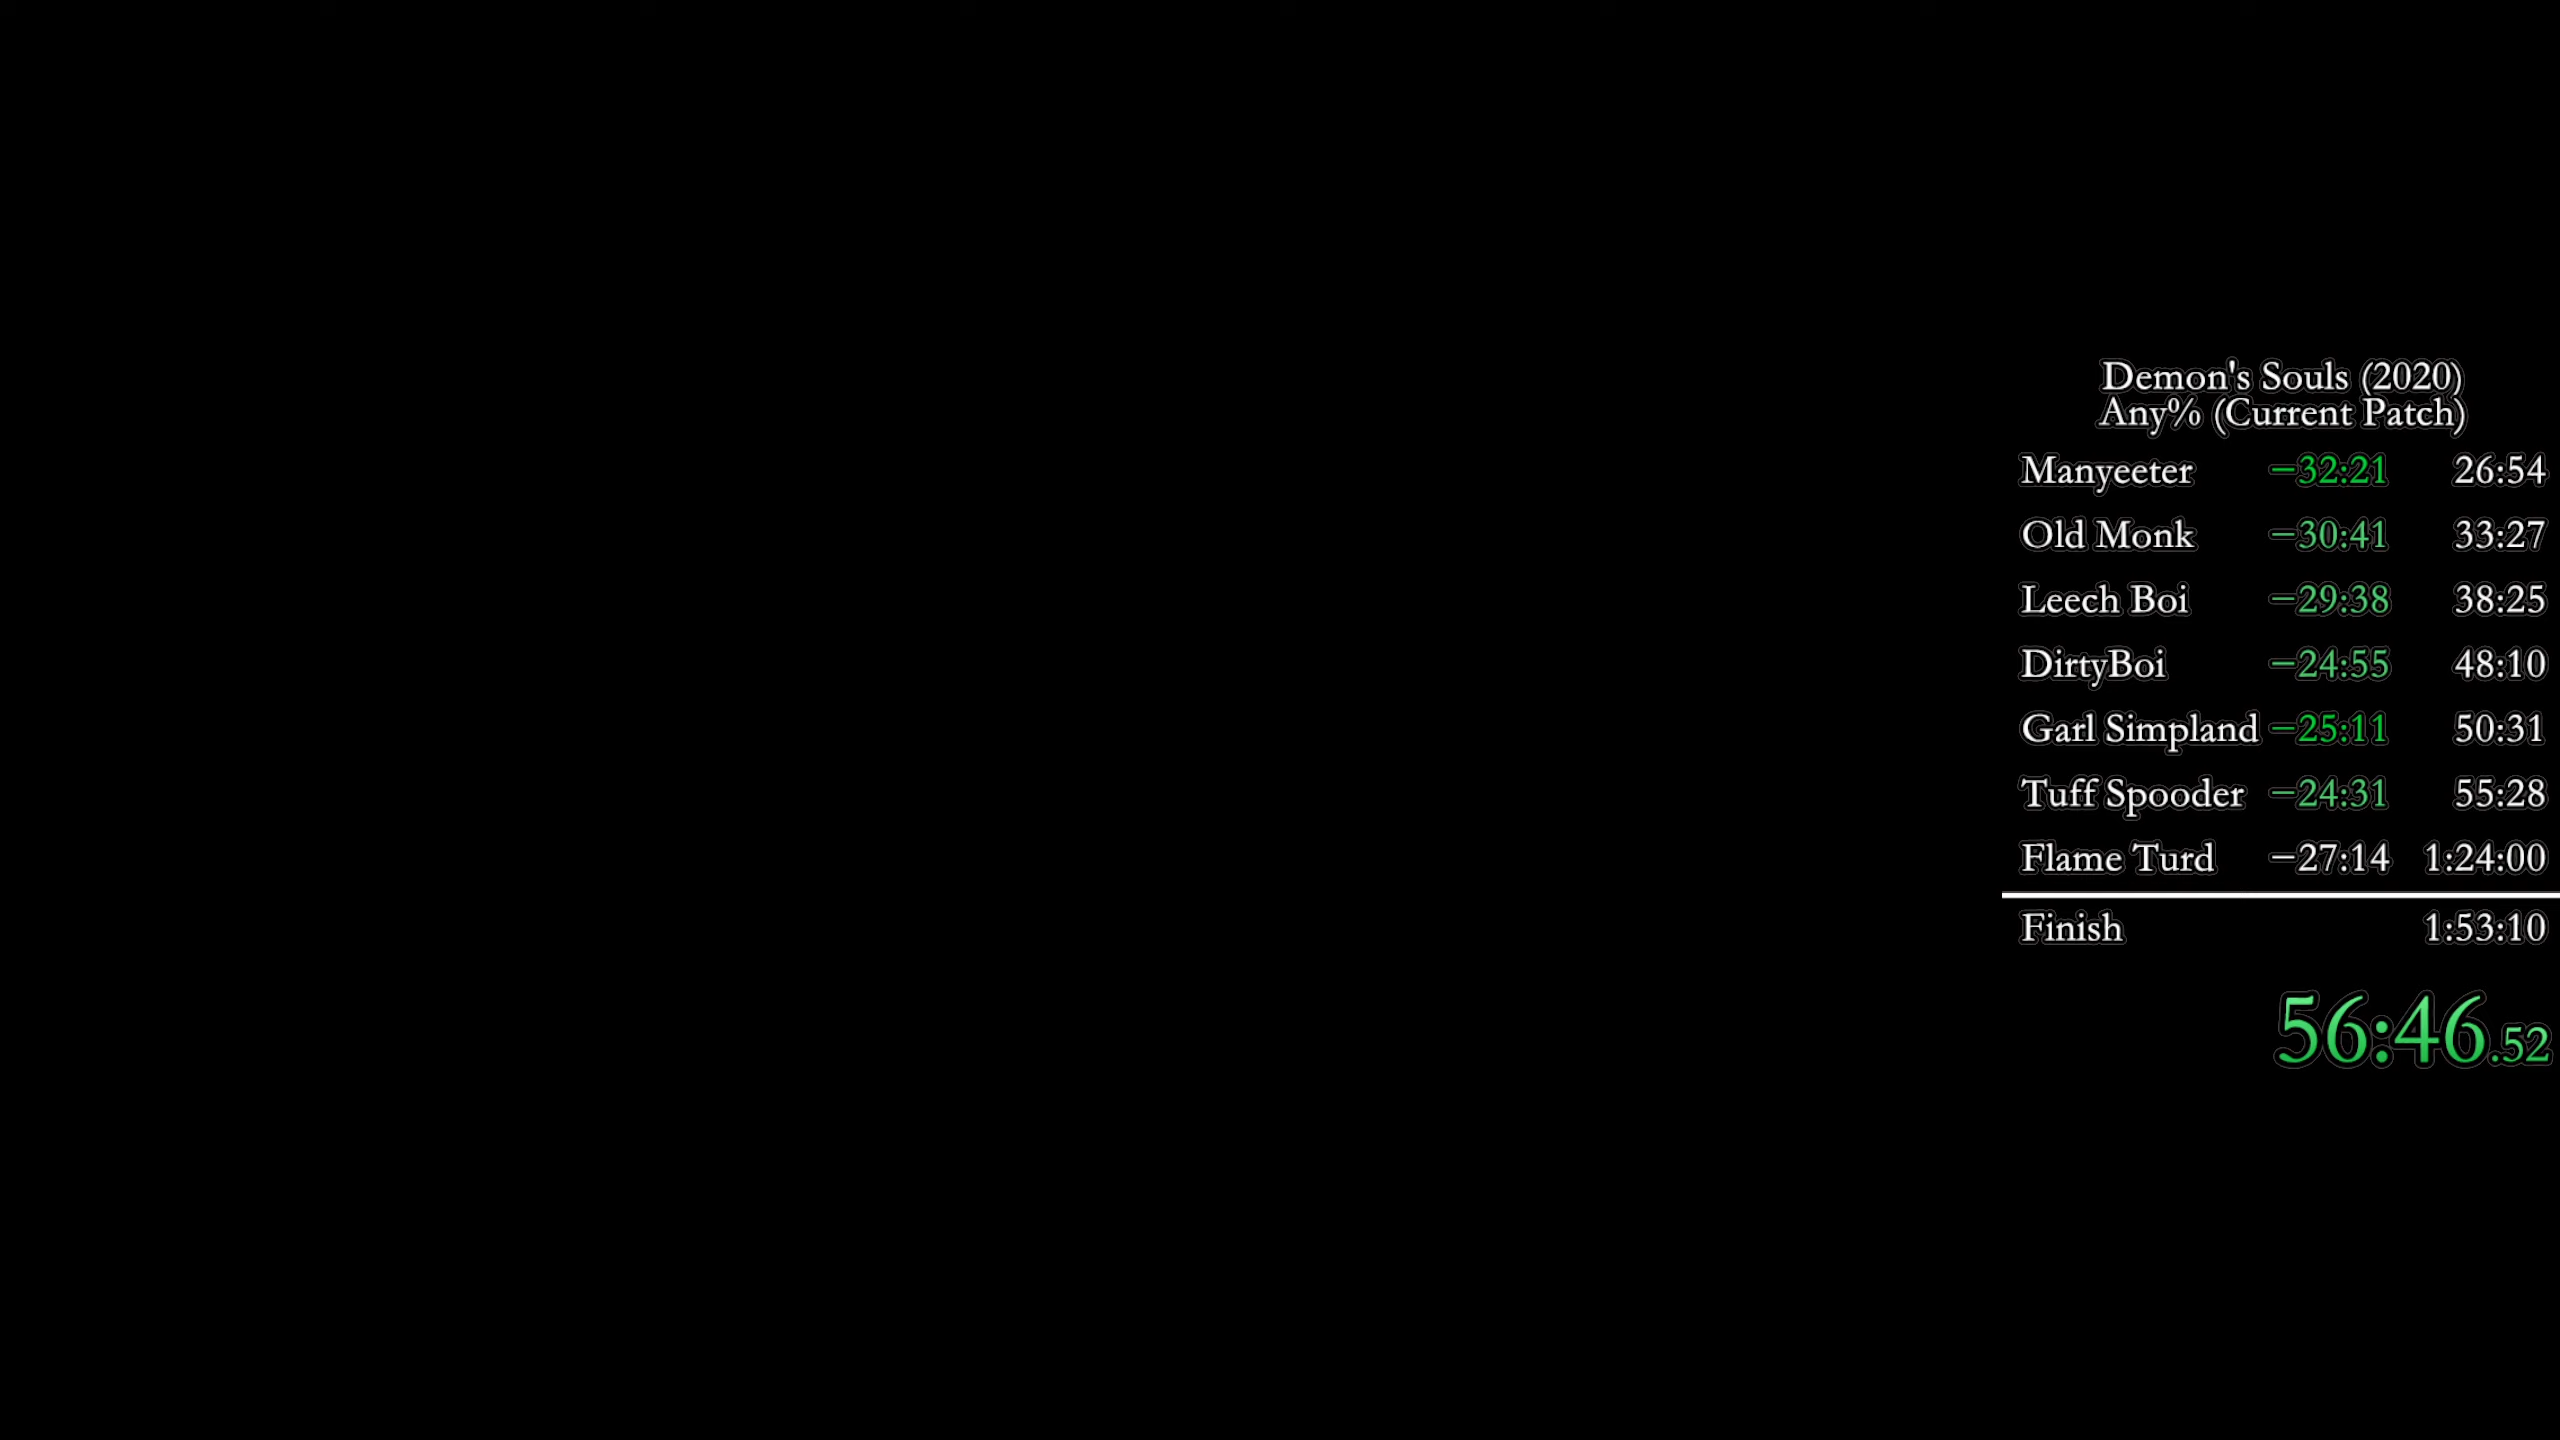 Demon's Souls (2020)
Any% (Current Patch)
Manyeeter −32:21 26:54
Old Monk −30:41 33:27
Leech Boi −29:38 38:25
DirtyBoi −24:55 48:10
Garl Simpland −25:11 50:31
Tuff Spooder −24:31 55:28
Flame Turd −27:14 1:24:00
Finish 1:53:10
56:46.52